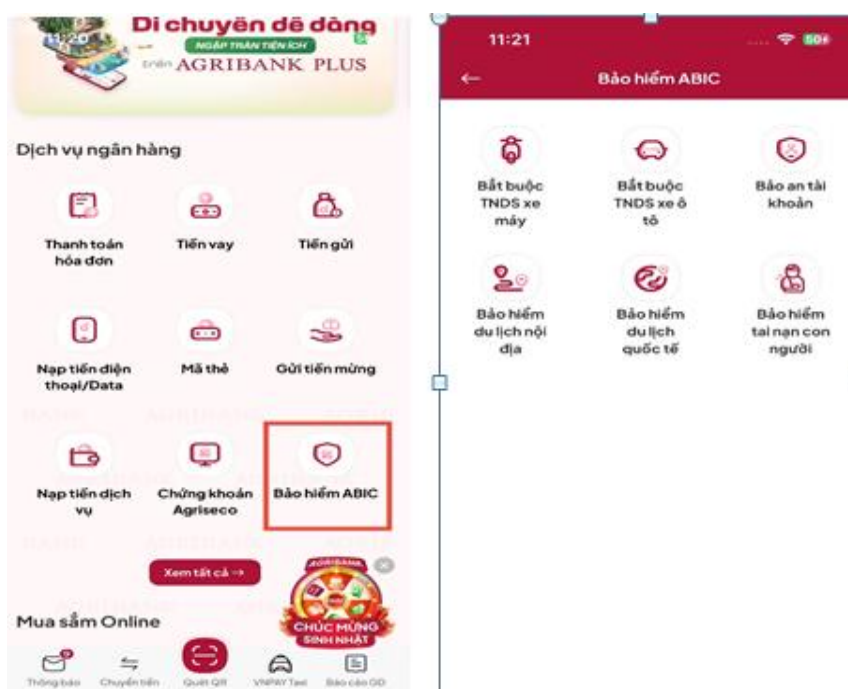 Di chuyển dễ dàng
11:20
NGẬP TRÀN TIỆN ÍCH
trên AGRIBANK PLUS
Dịch vụ ngân hàng
Thanh toán
hóa đơn
Tiền vay
Tiền gửi
Nạp tiền điện
thoại/Data
Mã thẻ
Gửi tiền mừng
Nạp tiền dịch
vụ
Chứng khoán
Agriseco
Bảo hiểm ABIC
Xem tất cả →
AGRIBANK
CHÚC MỪNG
SINH NHẬT
Mua sắm Online
Thông báo
Chuyển tiền
Quét QR
VNPAY Taxi
Báo cáo GD
11:21
50
←
Bảo hiểm ABIC
Bắt buộc
TNDS xe
máy
Bắt buộc
TNDS xe ô
tô
Bảo an tài
khoản
Bảo hiểm
du lịch nội
địa
Bảo hiểm
du lịch
quốc tế
Bảo hiểm
tai nạn con
người